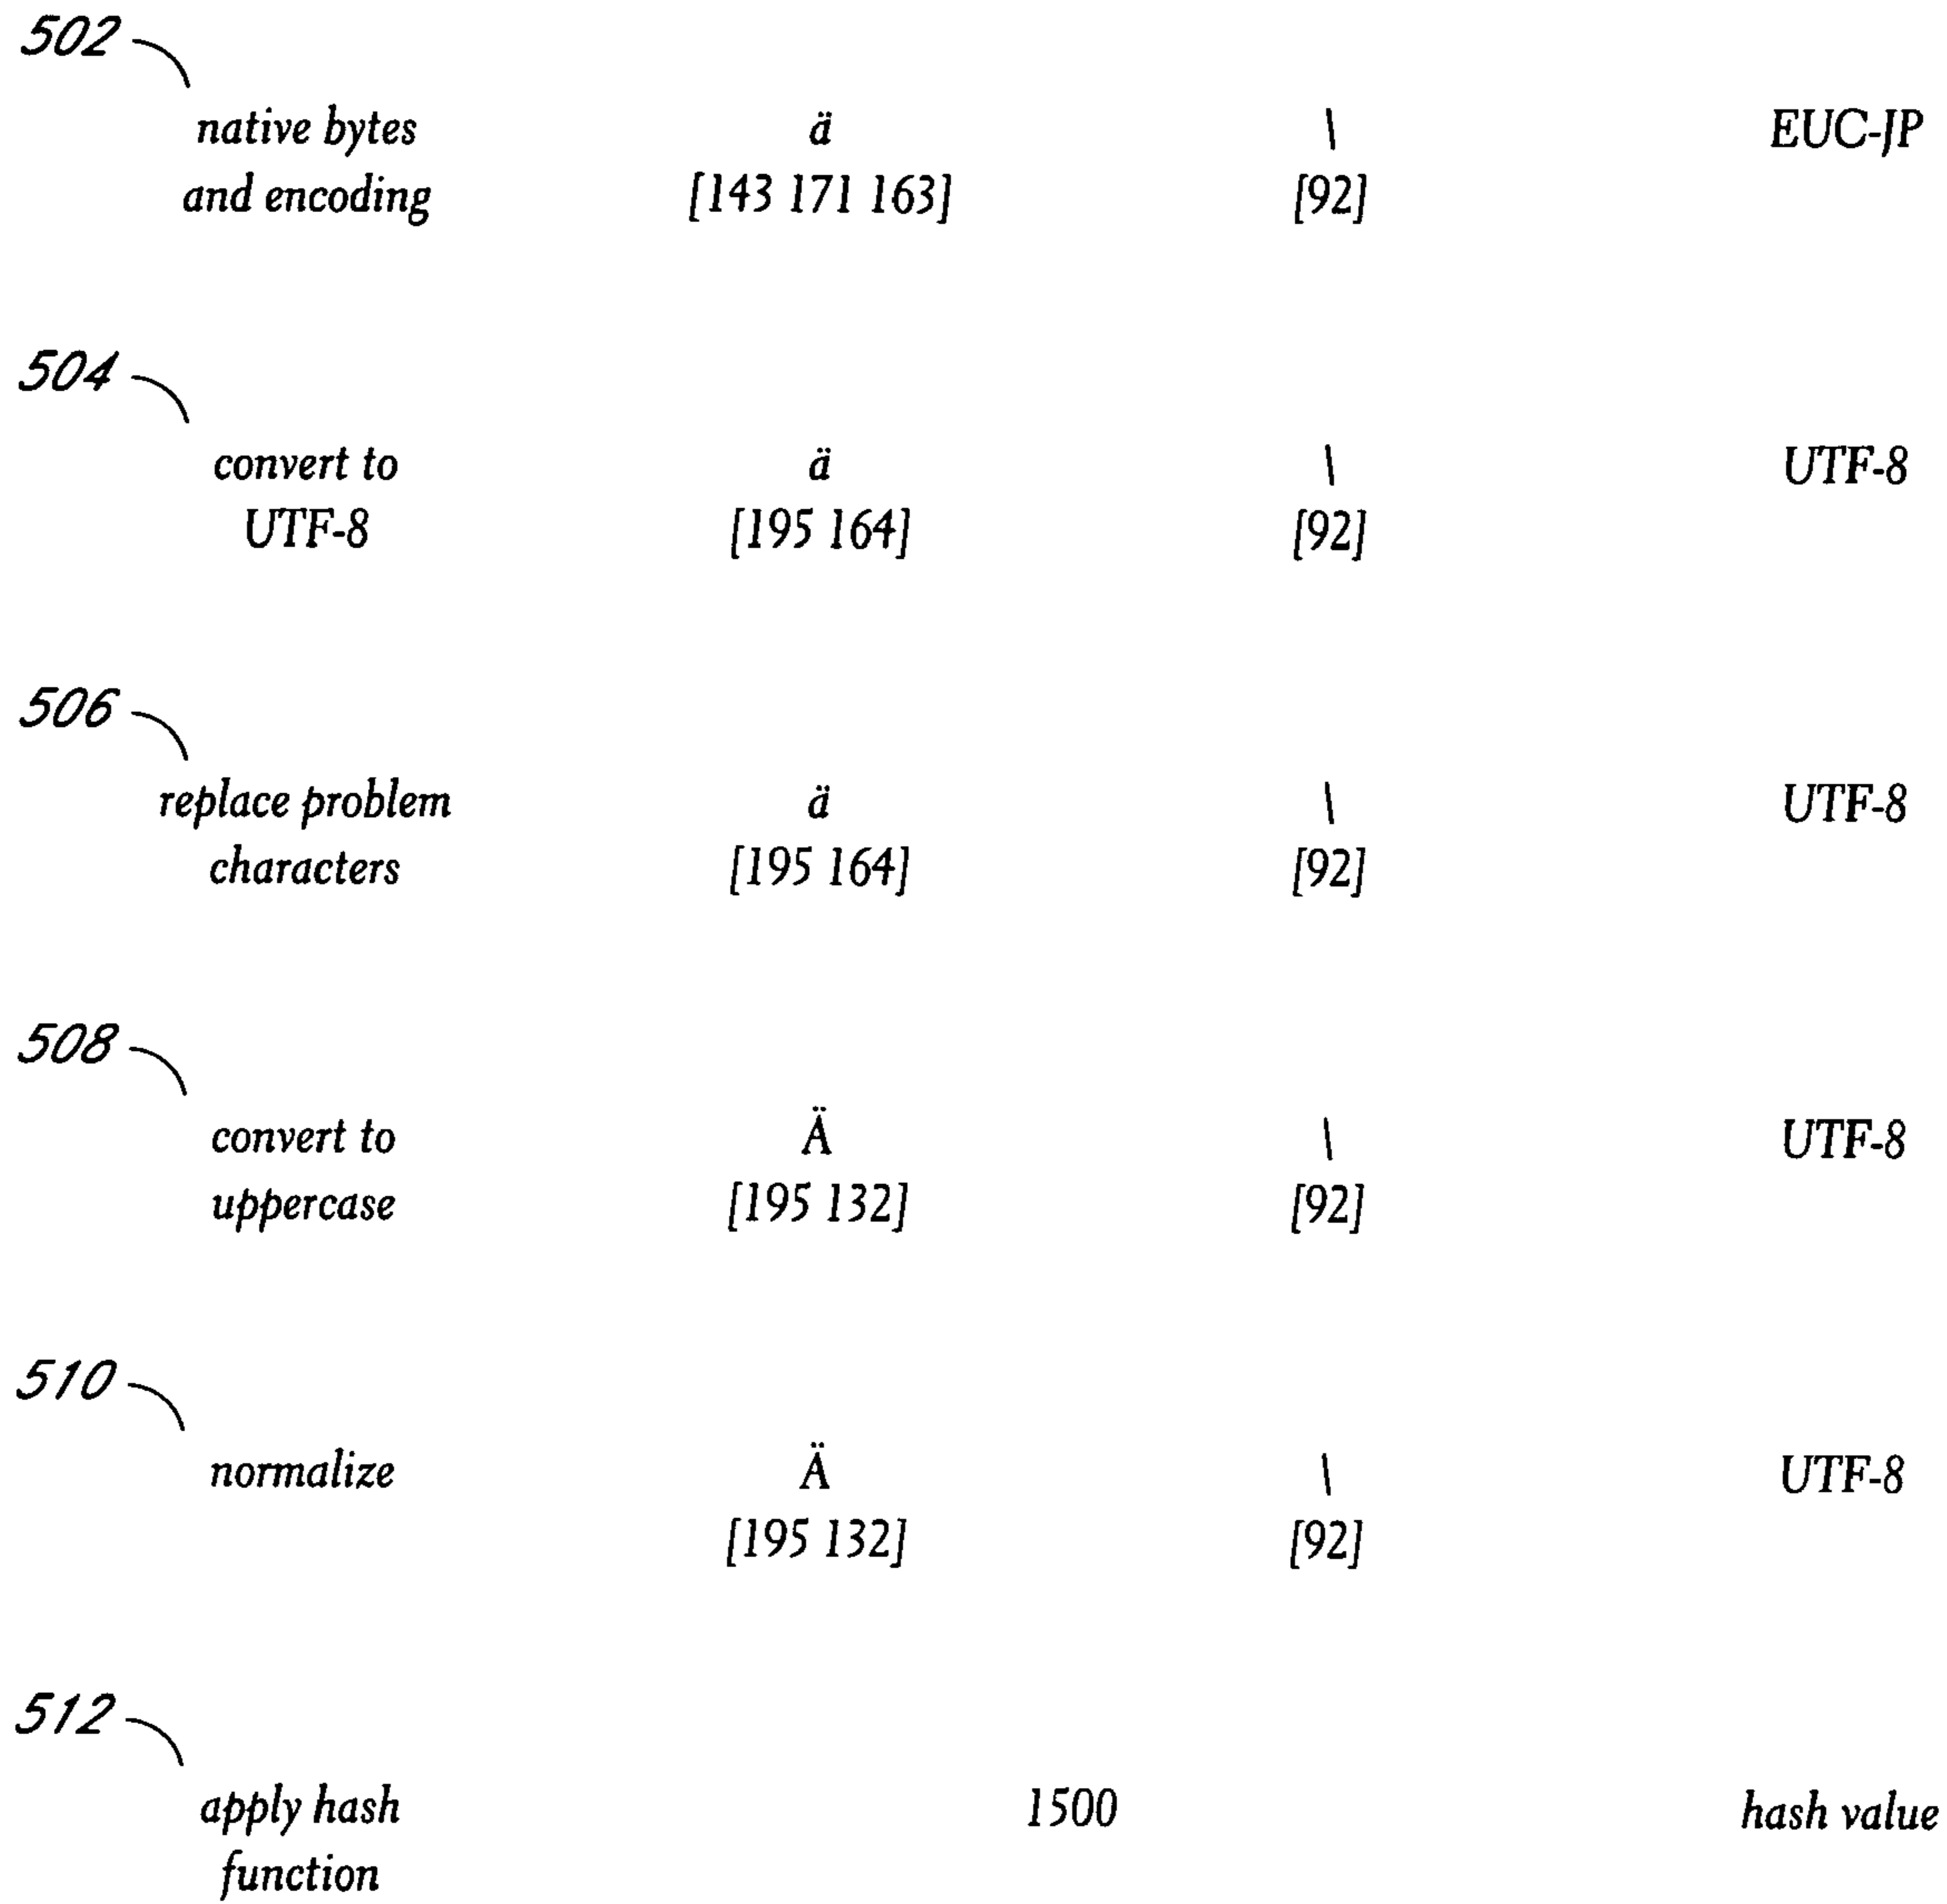 502
native bytes ä \ EUC-JP
and encoding [143 171 163] [92]
504
convert to ä \ UTF-8
UTF-8 [195 164] [92]
506
replace problem ä \ UTF-8
characters [195 164] [92]
508
convert to Ä \ UTF-8
uppercase [195 132] [92]
510
normalize Ä \ UTF-8
[195 132] [92]
512
apply hash 1500 hash value
function